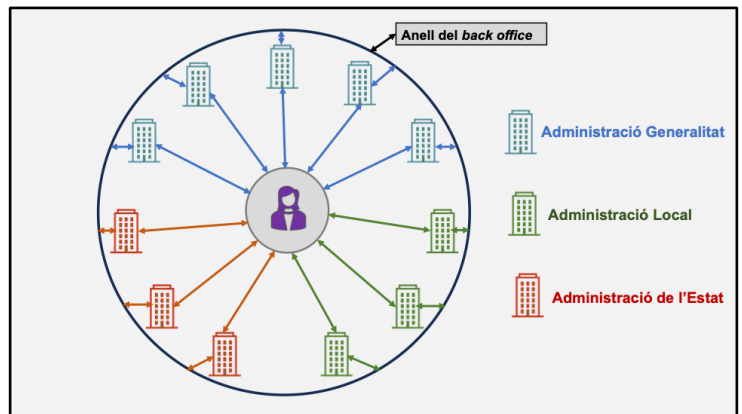 Anell del back office
Administració Generalitat
Administració Local
Administració de l'Estat